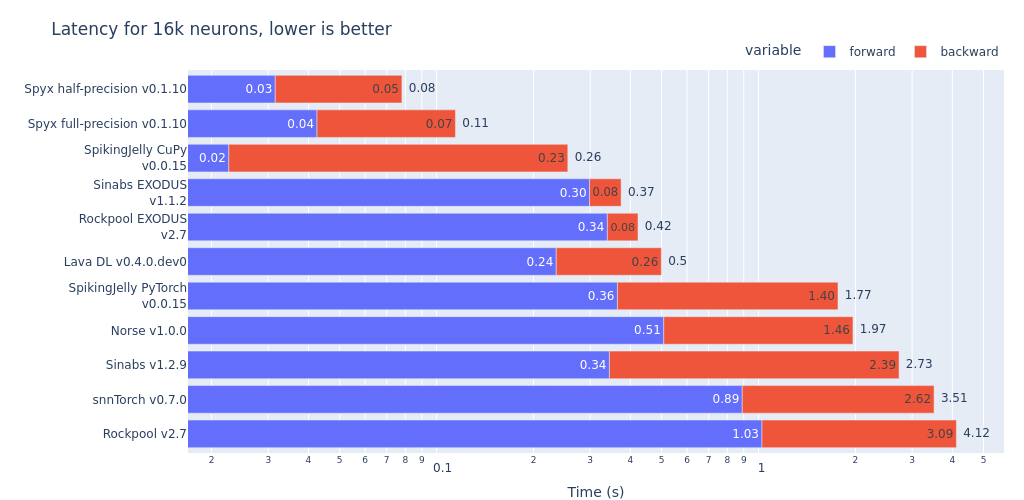 Latency for 16k neurons, lower is better
variable forward backward
Spyx half-precision v0.1.10 0.03 0.05 0.08
Spyx full-precision v0.1.10 0.04 0.07 0.11
SpikingJelly CuPy
v0.0.15 0.02 0.23 0.26
Sinabs EXODUS
v1.1.2 0.30 0.08 0.37
Rockpool EXODUS
v2.7 0.34 0.08 0.42
Lava DL v0.4.0.dev0 0.24 0.26 0.5
SpikingJelly PyTorch
v0.0.15 0.36 1.40 1.77
Norse v1.0.0 0.51 1.46 1.97
Sinabs v1.2.9 0.34 2.39 2.73
snnTorch v0.7.0 0.89 2.62 3.51
Rockpool v2.7 1.03 3.09 4.12
2 3 4 5 6 7 8 9 0.1 2 3 4 5 6 7 8 9 1 2 3 4 5
Time (s)